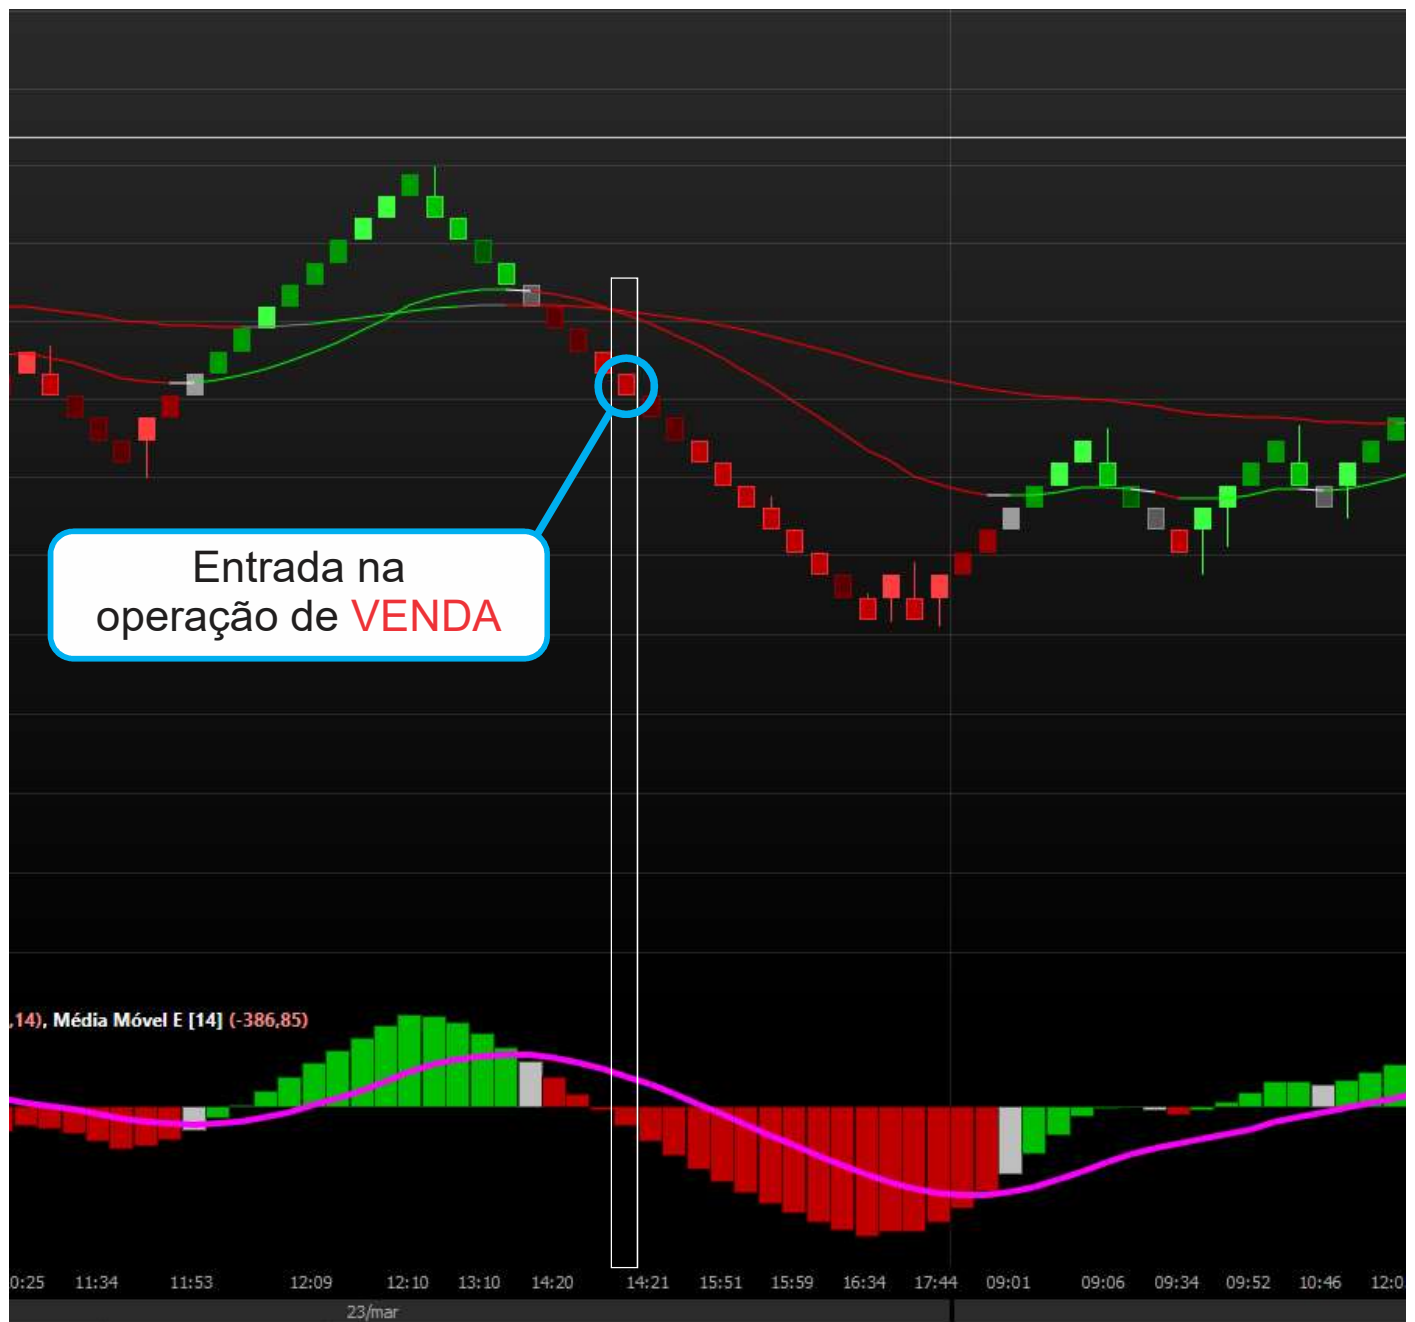 Entrada na
operação de VENDA
,14), Média Móvel E [14] (-386,85)
0:25 11:34 11:53 12:09 12:10 13:10 14:20 14:21 15:51 15:59 16:34 17:44 09:01 09:06 09:34 09:52 10:46 12:0
23/mar